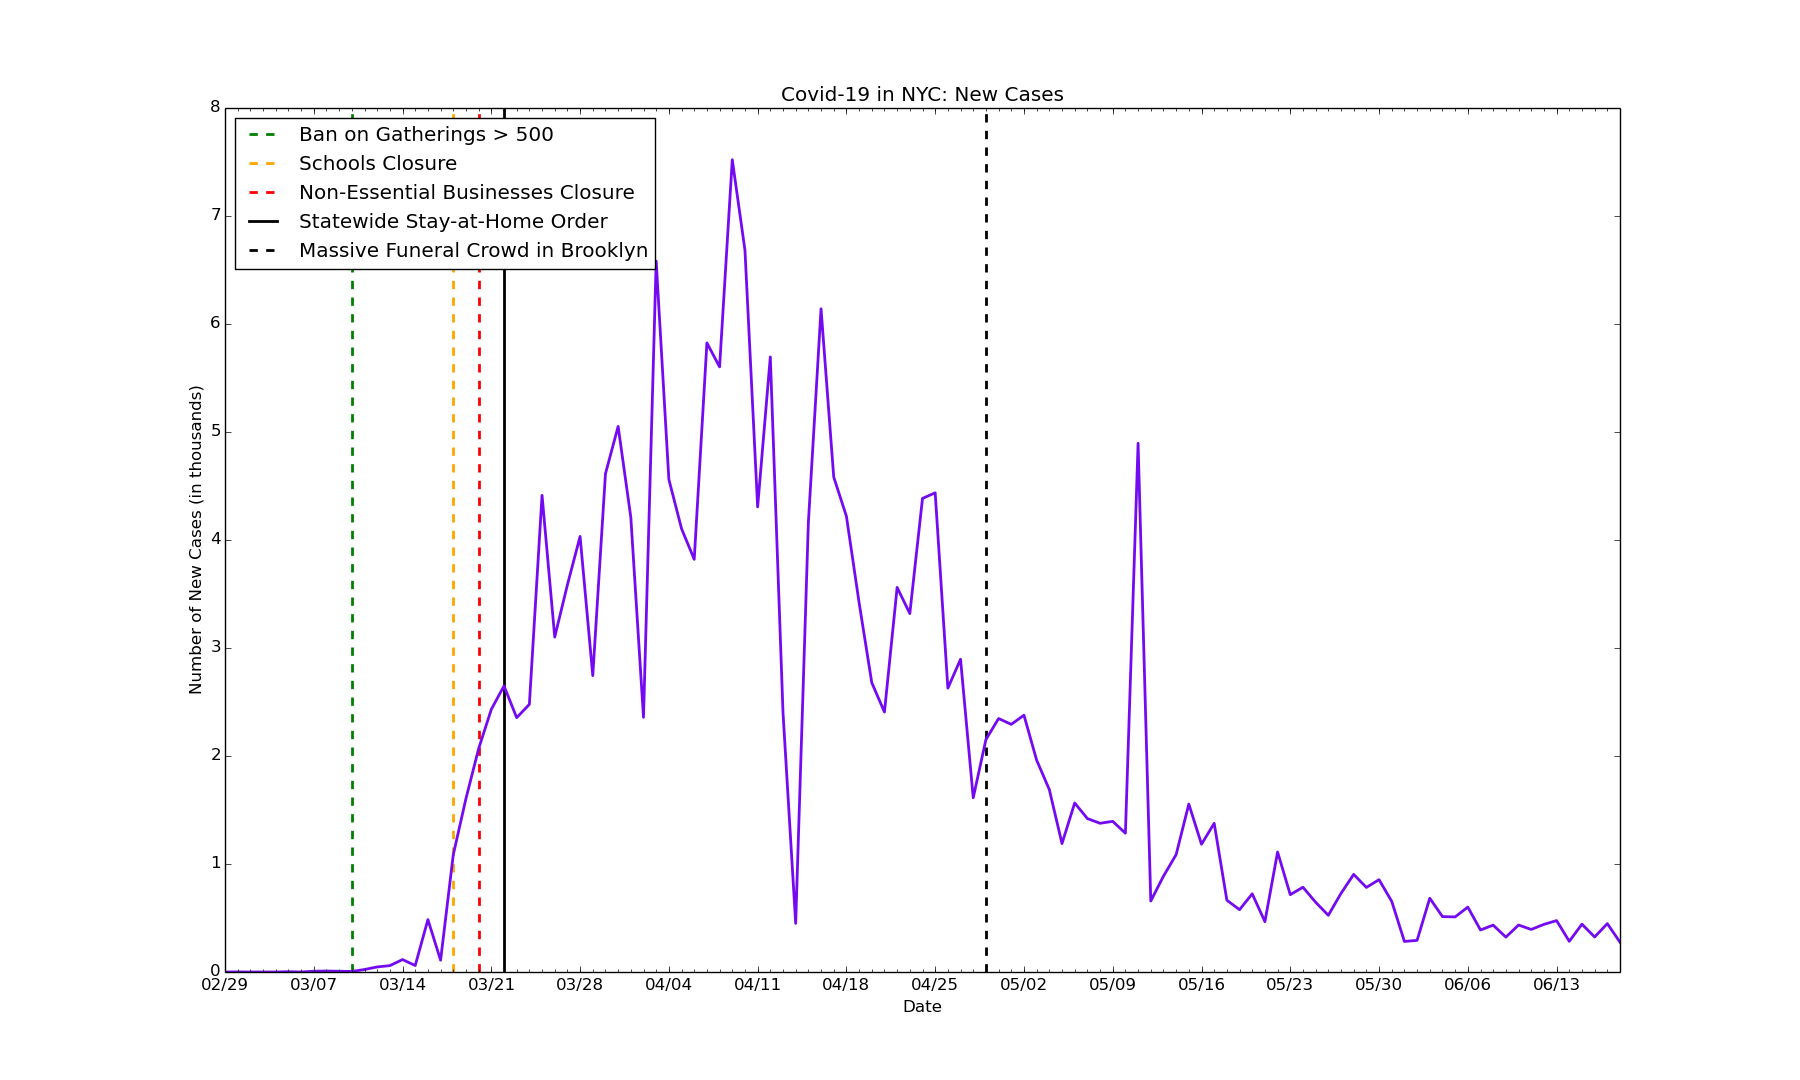 Covid-19 in NYC: New Cases
8
7
6
5
4
3
2
1
0
Number of New Cases (in thousands)
Ban on Gatherings > 500
Schools Closure
Non-Essential Businesses Closure
Statewide Stay-at-Home Order
Massive Funeral Crowd in Brooklyn
02/29 03/07 03/14 03/21 03/28 04/04 04/11 04/18 04/25 05/02 05/09 05/16 05/23 05/30 06/06 06/13
Date